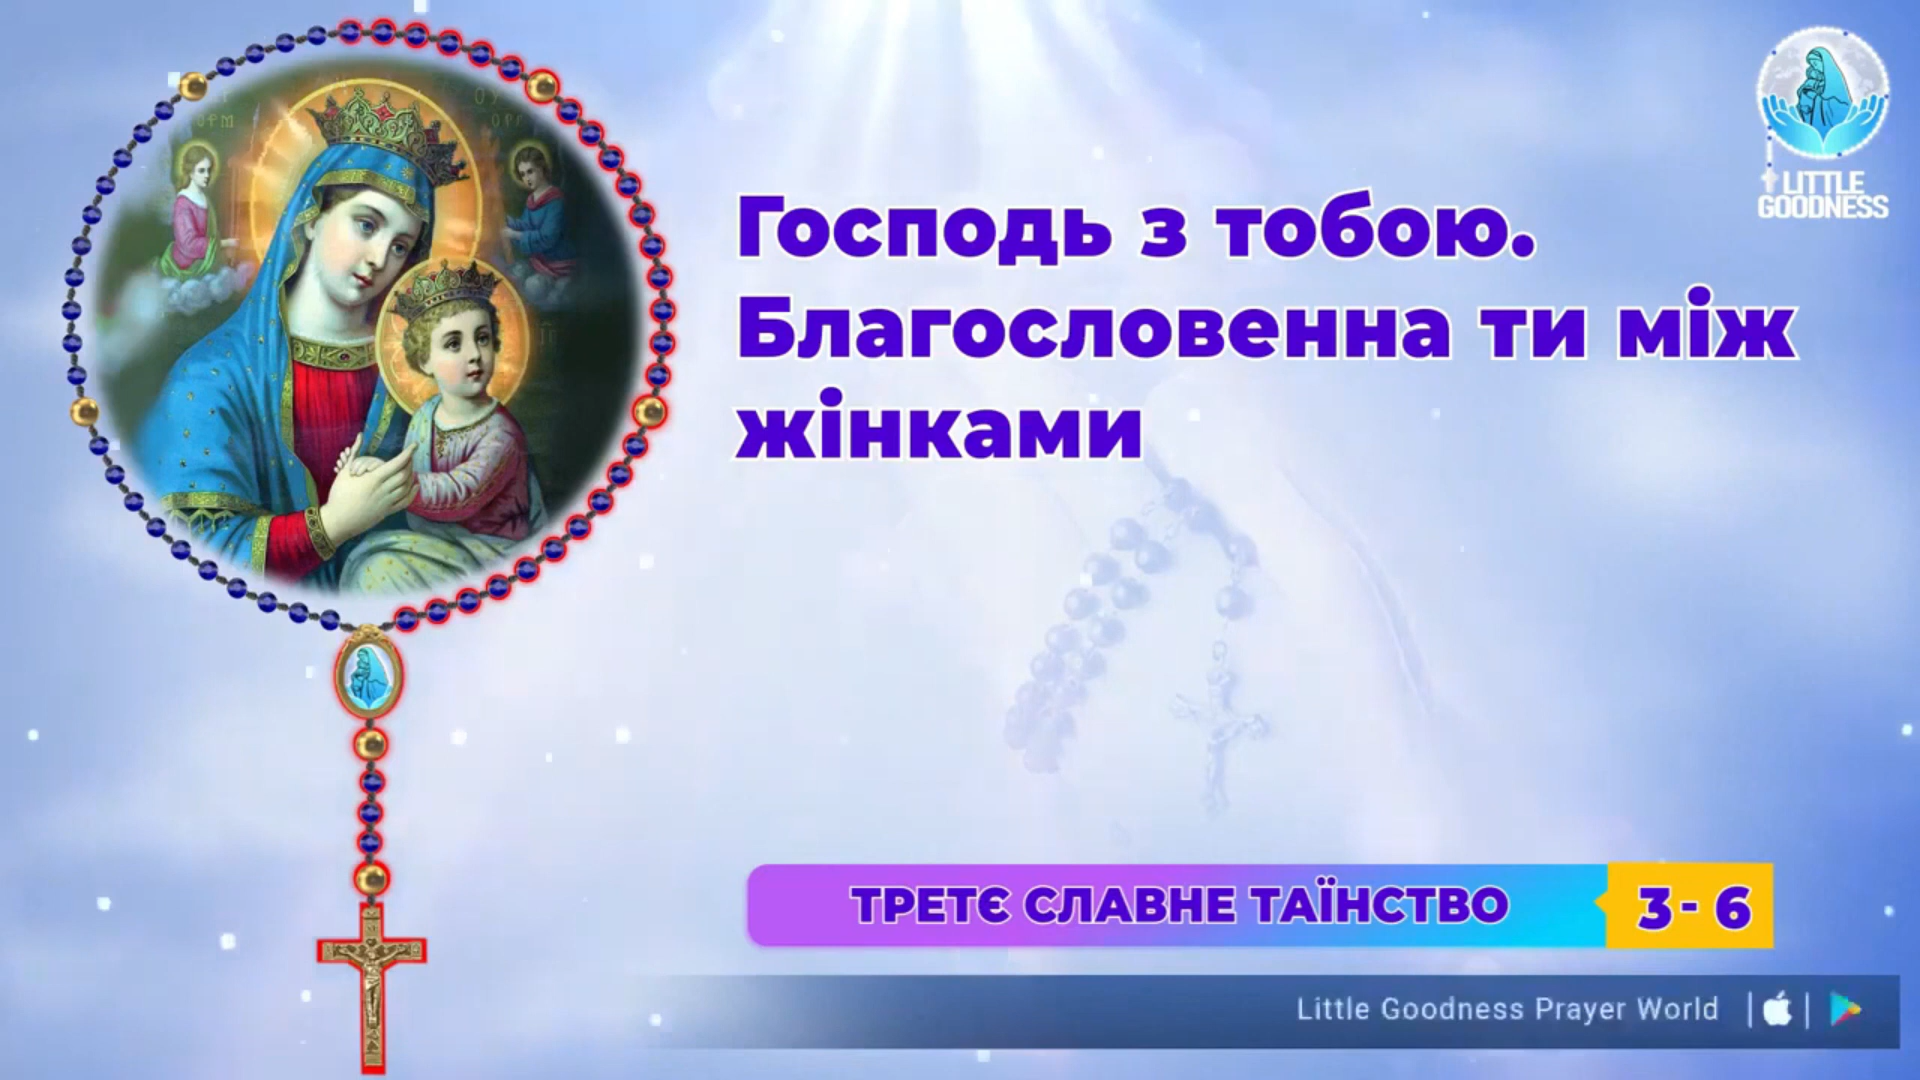 Господь з тобою.
Благословенна ти між
жінками
LITTLE
GOODNESS
ТРЕТЄ СЛАВНЕ ТАЇНСТВО
3- 6
Little Goodness Prayer World